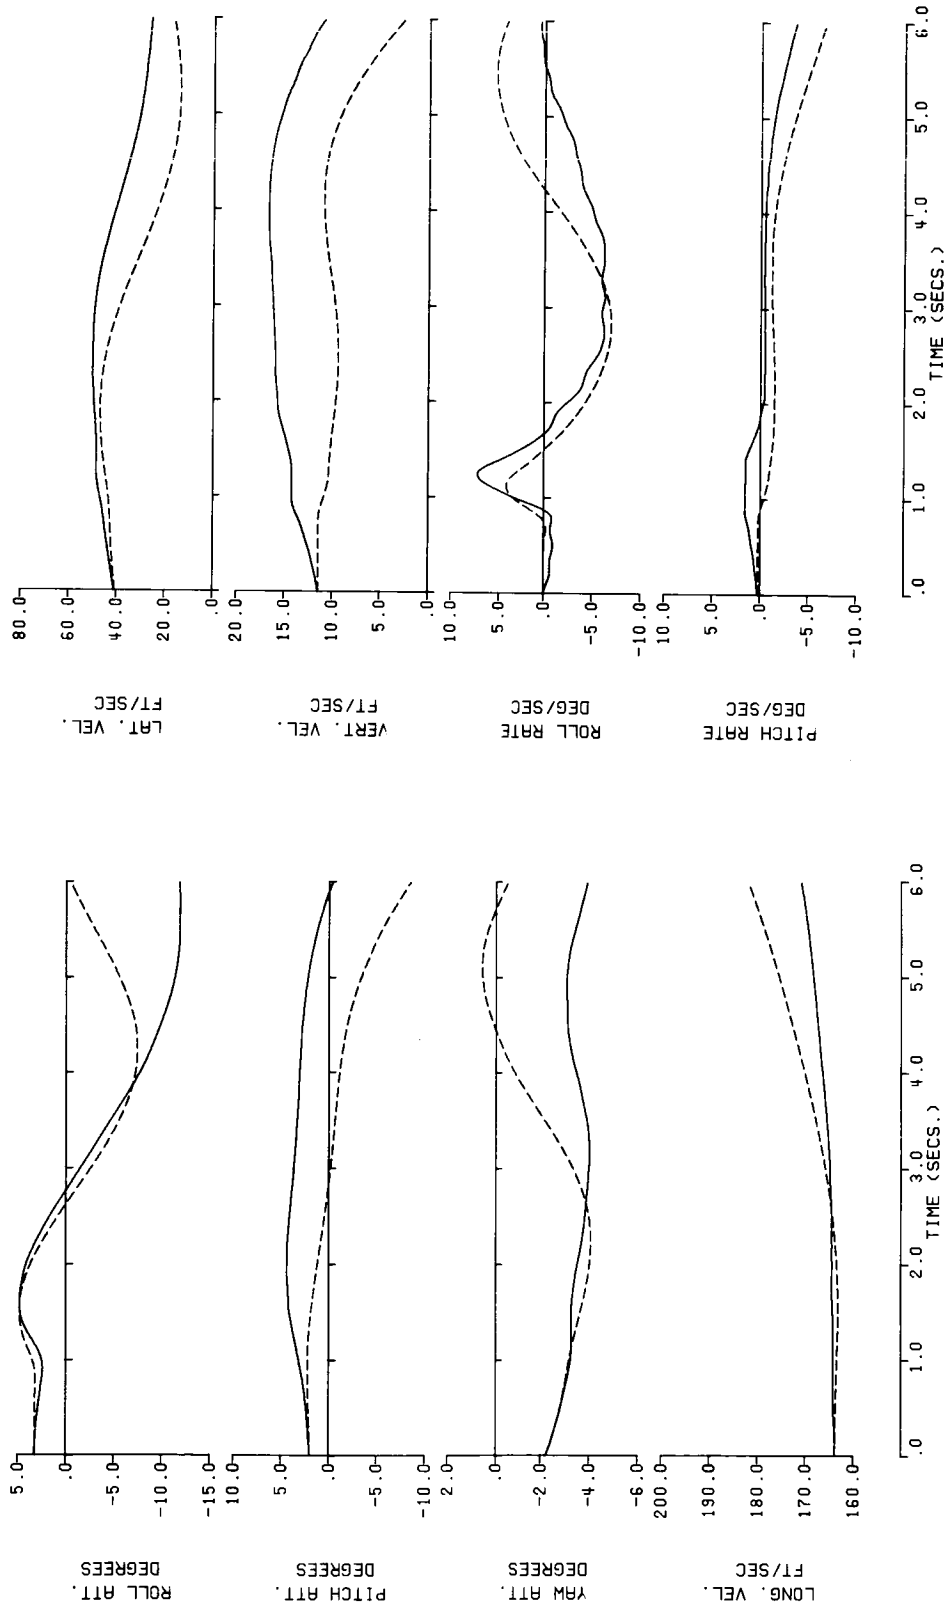 ROLL ATT.
DEGREES
5.0
.0
-5.0
-10.0
-15.0
PITCH ATT.
DEGREES
10.0
5.0
.0
-5.0
-10.0
YAW ATT.
DEGREES
2.0
.0
-2.0
-4.0
-6.0
LONG. VEL.
FT/SEC
200.0
190.0
180.0
170.0
160.0
.0 1.0 2.0 3.0 4.0 5.0 6.0
TIME (SECS.)
LAT. VEL.
FT/SEC
80.0
60.0
40.0
20.0
.0
VERT. VEL.
FT/SEC
20.0
15.0
10.0
5.0
.0
ROLL RATE
DEG/SEC
10.0
5.0
.0
-5.0
-10.0
PITCH RATE
DEG/SEC
10.0
5.0
.0
-5.0
-10.0
.0 1.0 2.0 3.0 4.0 5.0 6.0
TIME (SECS.)